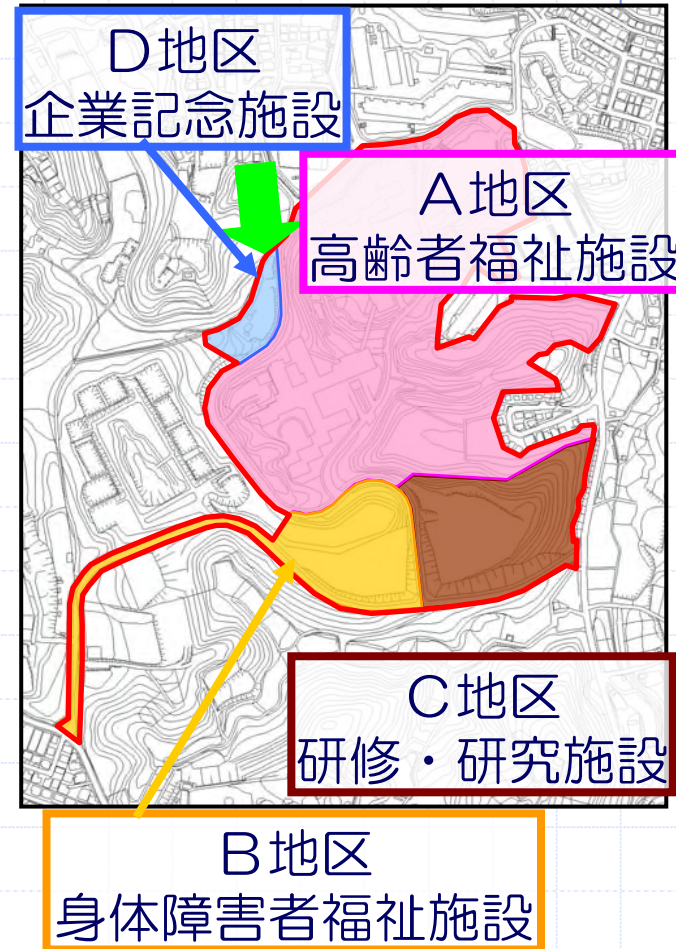 D地区
企業記念施設
A地区
高齢者福祉施設
C地区
研修・研究施設
B地区
身体障害者福祉施設